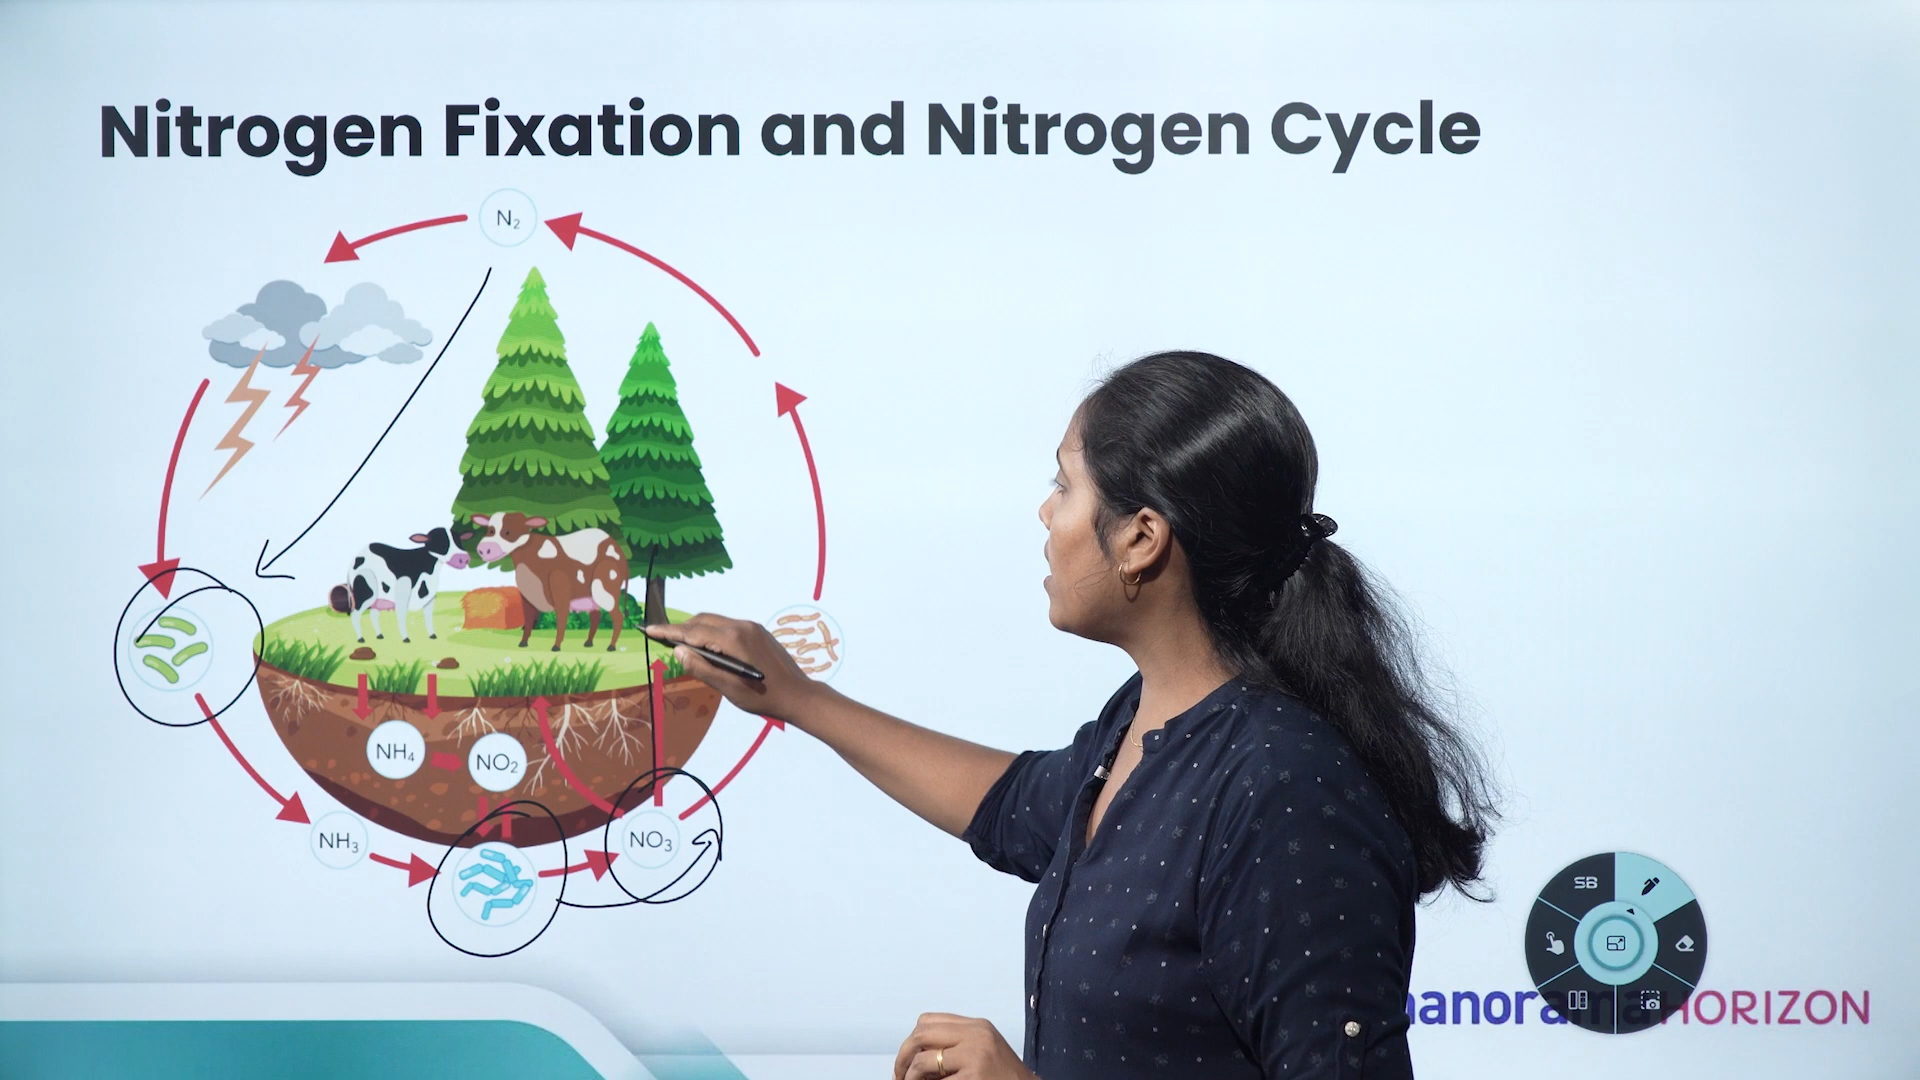 Nitrogen Fixation and Nitrogen Cycle
N₂
NH₄
NO₂
NH₃
NO₃
SB
HORIZON